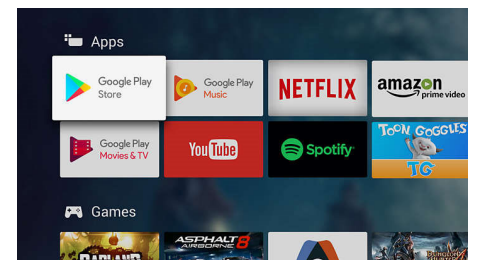 Apps
Google Play
Store
Google Play
Music
NETFLIX
amazon
prime video
Google Play
Movies & TV
YouTube
Spotify
TOON GOGGLES
TG
Games
BADLAND
ASPHALT 8
AIRBORNE